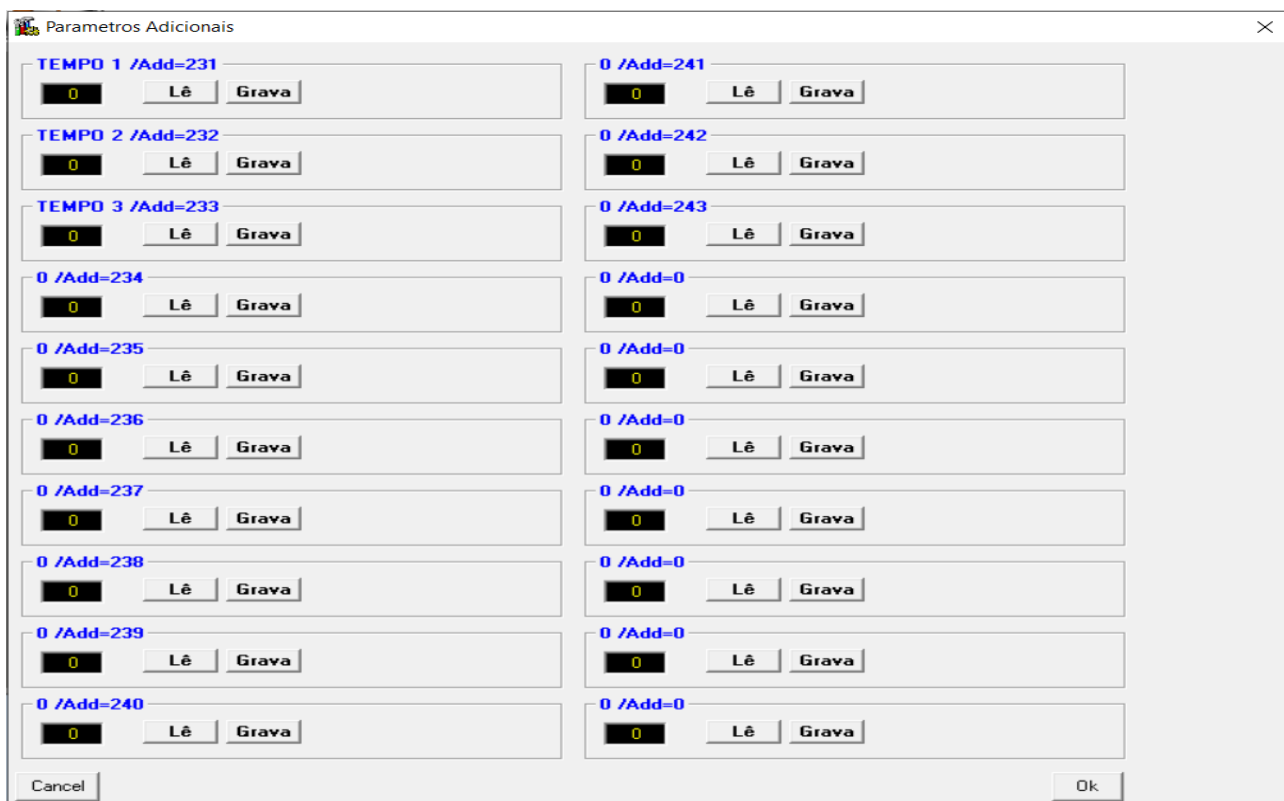 Parametros Adicionais
TEMPO 1 /Add=231
0 Lê Grava
TEMPO 2 /Add=232
0 Lê Grava
TEMPO 3 /Add=233
0 Lê Grava
0 /Add=234
0 Lê Grava
0 /Add=235
0 Lê Grava
0 /Add=236
0 Lê Grava
0 /Add=237
0 Lê Grava
0 /Add=238
0 Lê Grava
0 /Add=239
0 Lê Grava
0 /Add=240
0 Lê Grava
0 /Add=241
0 Lê Grava
0 /Add=242
0 Lê Grava
0 /Add=243
0 Lê Grava
0 /Add=0
0 Lê Grava
0 /Add=0
0 Lê Grava
0 /Add=0
0 Lê Grava
0 /Add=0
0 Lê Grava
0 /Add=0
0 Lê Grava
0 /Add=0
0 Lê Grava
0 /Add=0
0 Lê Grava
Cancel
Ok